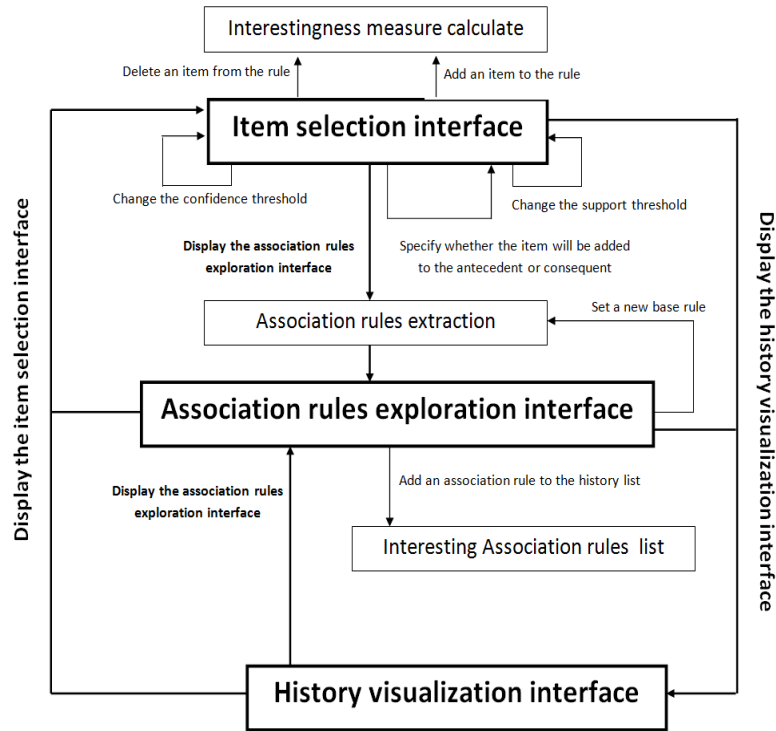 Interestingness measure calculate
Delete an item from the rule
Add an item to the rule
Item selection interface
Change the confidence threshold
Change the support threshold
Display the association rules
exploration interface
Specify whether the item will be added
to the antecedent or consequent
Association rules extraction
Set a new base rule
Association rules exploration interface
Display the association rules
exploration interface
Add an association rule to the history list
Interesting Association rules list
History visualization interface
Display the item selection interface
Display the history visualization interface